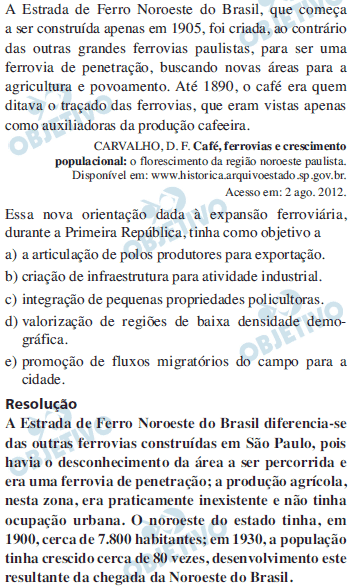 A Estrada de Ferro Noroeste do Brasil, que começa
a ser construída apenas em 1905, foi criada, ao contrário
das outras grandes ferrovias paulistas, para ser uma
ferrovia de penetração, buscando novas áreas para a
agricultura e povoamento. Até 1890, o café era quem
ditava o traçado das ferrovias, que eram vistas apenas
como auxiliadoras da produção cafeeira.
CARVALHO, D. F. Café, ferrovias e crescimento
populacional: o florescimento da região noroeste paulista.
Disponível em: www.historica.arquivoestado.sp.gov.br.
Acesso em: 2 ago. 2012.
Essa nova orientação dada à expansão ferroviária,
durante a Primeira República, tinha como objetivo a
a) a articulação de polos produtores para exportação.
b) criação de infraestrutura para atividade industrial.
c) integração de pequenas propriedades policultoras.
d) valorização de regiões de baixa densidade demo-
gráfica.
e) promoção de fluxos migratórios do campo para a
cidade.
Resolução
A Estrada de Ferro Noroeste do Brasil diferencia-se
das outras ferrovias construídas em São Paulo, pois
havia o desconhecimento da área a ser percorrida e
era uma ferrovia de penetração; a produção agrícola,
nesta zona, era praticamente inexistente e não tinha
ocupação urbana. O noroeste do estado tinha, em
1900, cerca de 7.800 habitantes; em 1930, a população
tinha crescido cerca de 80 vezes, desenvolvimento este
resultante da chegada da Noroeste do Brasil.
OBJETIVO
OBJETIVO
OBJETIVO
OBJETIVO
OBJETIVO
OBJETIVO